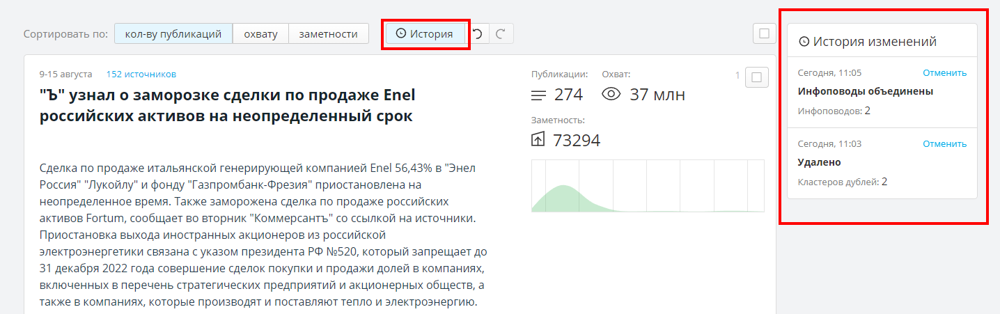 Сортировать по: кол-ву публикаций охвату заметности История
9-15 августа 152 источников
"Ъ" узнал о заморозке сделки по продаже Enel
российских активов на неопределенный срок
Сделка по продаже итальянской генерирующей компанией Enel 56,43% в "Энел
Россия" "Лукойлу" и фонду "Газпромбанк-Фрезия" приостановлена на
неопределенное время. Также заморожена сделка по продаже российских
активов Fortum, сообщает во вторник "Коммерсантъ" со ссылкой на источники.
Приостановка выхода иностранных акционеров из российской
электроэнергетики связана с указом президента РФ №520, который запрещает до
31 декабря 2022 года совершение сделок покупки и продажи долей в компаниях,
включенных в перечень стратегических предприятий и акционерных обществ, а
также в компаниях, которые производят и поставляют тепло и электроэнергию.
Публикации: Охват:
274 37 млн
1
Заметность:
73294
История изменений
Сегодня, 11:05 Отменить
Инфоповоды объединены
Инфоповодов: 2
Сегодня, 11:03 Отменить
Удалено
Кластеров дублей: 2